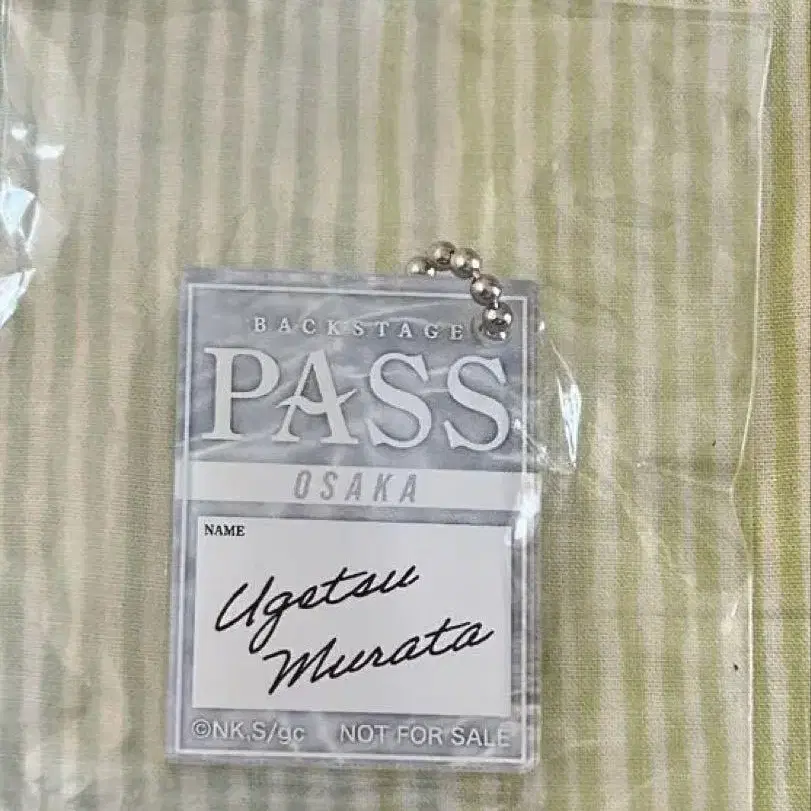 BACKSTAGE
PASS
OSAKA
NAME
Ugetsu
Murata
©NK,S/gc NOT FOR SALE